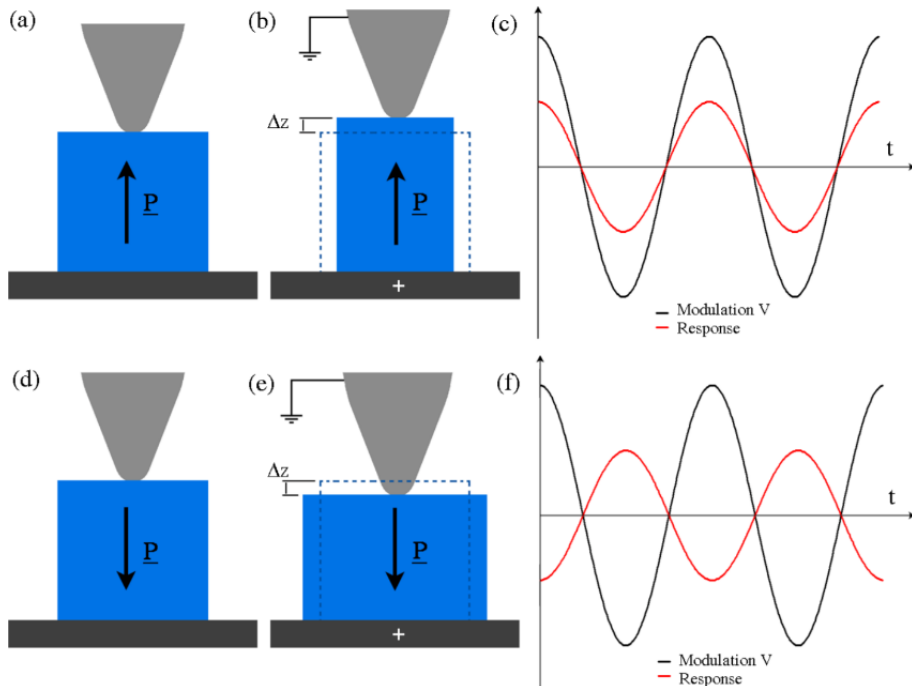 (a)
(b)
(c)
Δz
P
P
+
t
Modulation V
Response
(d)
(e)
(f)
Δz
P
P
+
t
Modulation V
Response